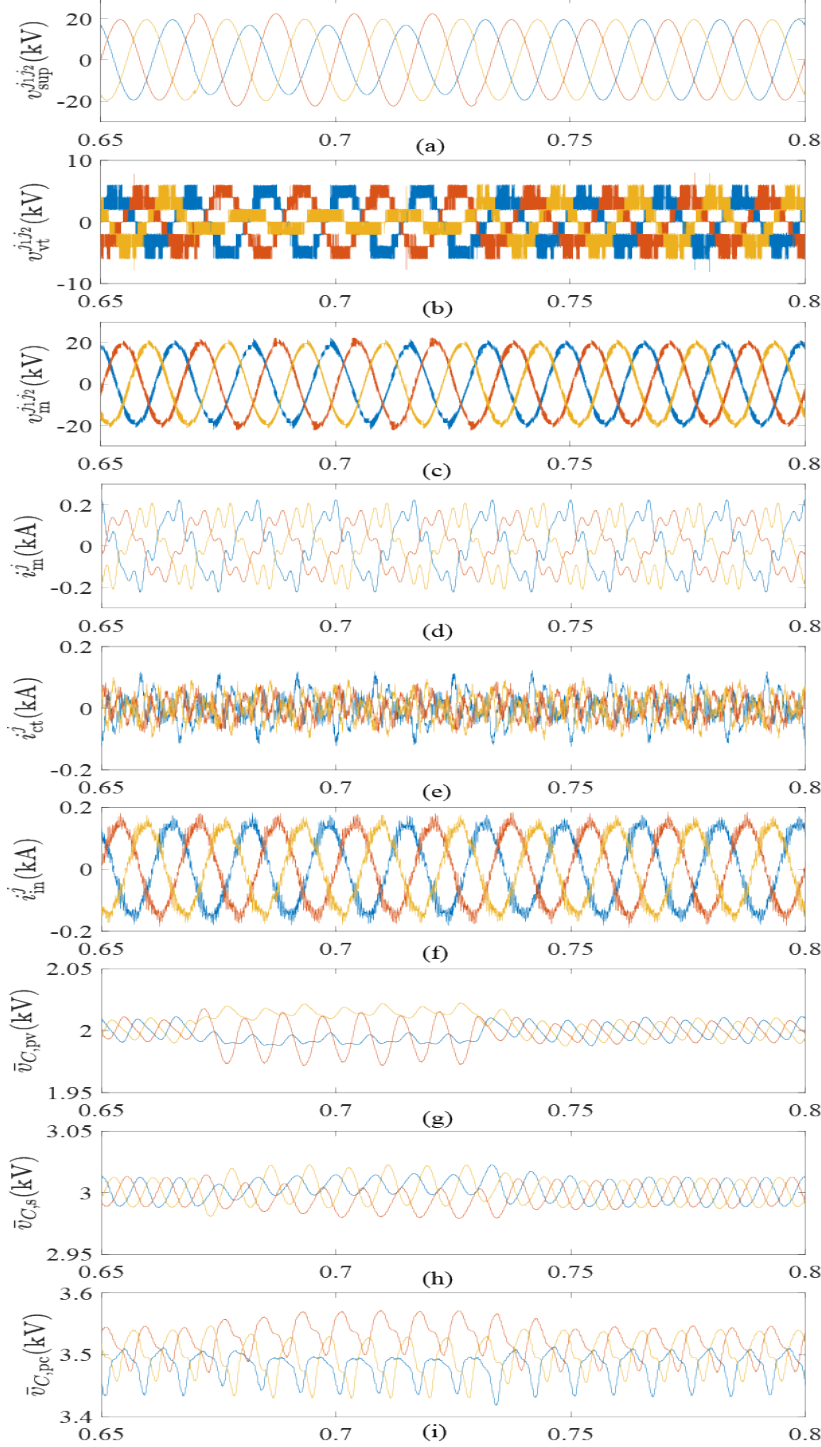 20
0
-20
v_sup^{j1j2}(kV)
0.65 0.7 0.75 0.8
(a)
10
0
-10
v_vt^{j1j2}(kV)
0.65 0.7 0.75 0.8
(b)
20
0
-20
v_m^{j1j2}(kV)
0.65 0.7 0.75 0.8
(c)
0.2
0
-0.2
i_m^j(kA)
0.65 0.7 0.75 0.8
(d)
0.2
0
-0.2
i_ct^j(kA)
0.65 0.7 0.75 0.8
(e)
0.2
0
-0.2
i_in^j(kA)
0.65 0.7 0.75 0.8
(f)
2.05
2
1.95
v̄_{C,pv}(kV)
0.65 0.7 0.75 0.8
(g)
3.05
3
2.95
v̄_{C,s}(kV)
0.65 0.7 0.75 0.8
(h)
3.6
3.5
3.4
v̄_{C,pc}(kV)
0.65 0.7 0.75 0.8
(i)